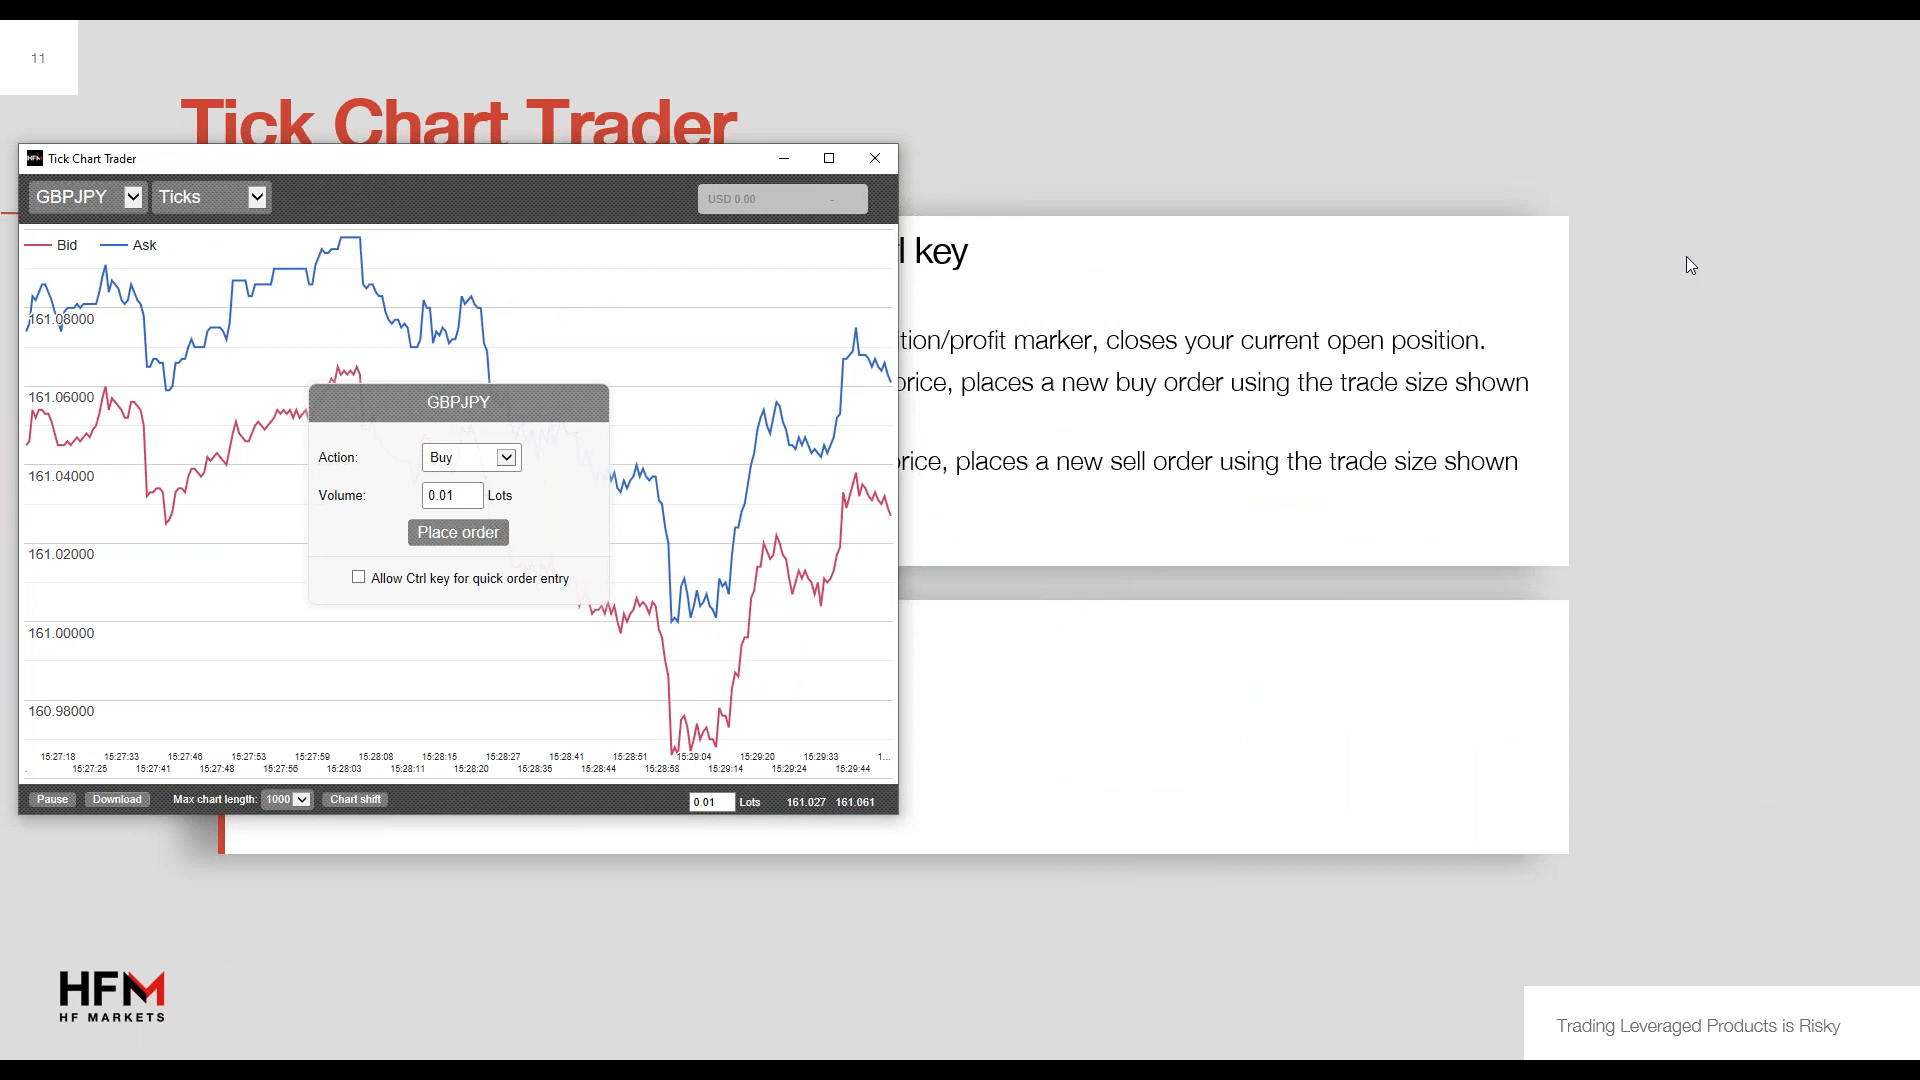 11
Tick Chart Trader
HFM Tick Chart Trader
GBPJPY Ticks
USD 0.00 -
Bid Ask
key
161.08000
tion/profit marker, closes your current open position.
GBPJPY
price, places a new buy order using the trade size shown
161.06000
Action: Buy
161.04000
rice, places a new sell order using the trade size shown
Volume: 0.01 Lots
Place order
161.02000
Allow Ctrl key for quick order entry
161.00000
160.98000
15:27:18 15:27:33 15:27:46 15:27:53 15:27:59 15:28:08 15:28:15 15:28:27 15:28:41 15:28:51 15:29:04 15:29:20 15:29:33 1...
15:27:25 15:27:41 15:27:48 15:27:56 15:28:03 15:28:11 15:28:20 15:28:35 15:28:44 15:28:58 15:29:14 15:29:24 15:29:44
Pause Download Max chart length: 1000 Chart shift 0.01 Lots 161.027 161.061
HFM
HF MARKETS
Trading Leveraged Products is Risky